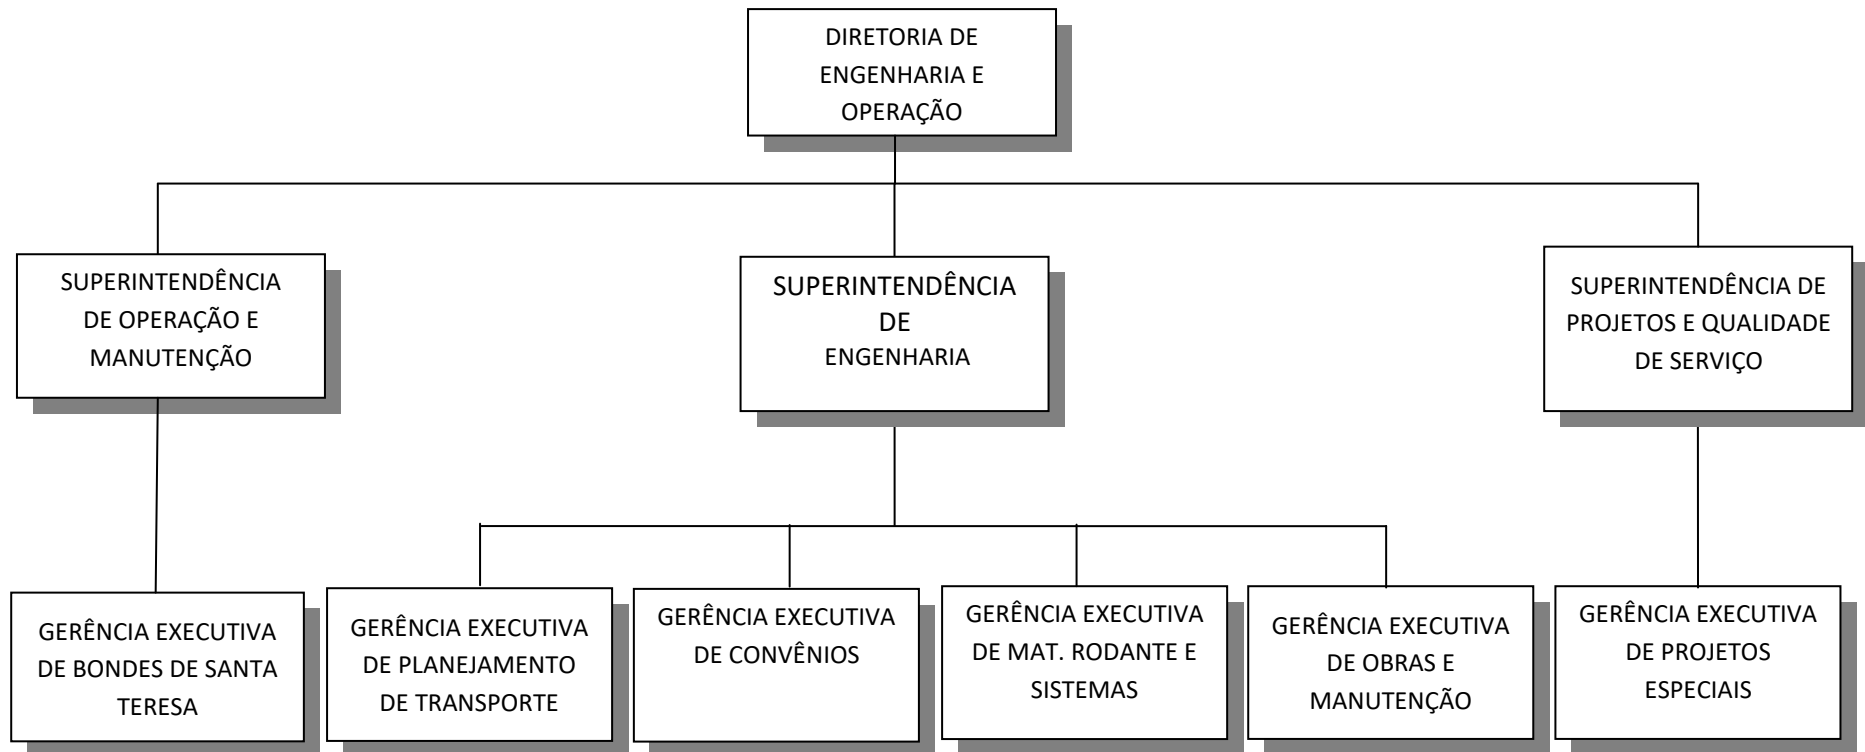 DIRETORIA DE
ENGENHARIA E
OPERAÇÃO
SUPERINTENDÊNCIA
DE OPERAÇÃO E
MANUTENÇÃO
SUPERINTENDÊNCIA
DE
ENGENHARIA
SUPERINTENDÊNCIA DE
PROJETOS E QUALIDADE
DE SERVIÇO
GERÊNCIA EXECUTIVA
DE BONDES DE SANTA
TERESA
GERÊNCIA EXECUTIVA
DE PLANEJAMENTO
DE TRANSPORTE
GERÊNCIA EXECUTIVA
DE CONVÊNIOS
GERÊNCIA EXECUTIVA
DE MAT. RODANTE E
SISTEMAS
GERÊNCIA EXECUTIVA
DE OBRAS E
MANUTENÇÃO
GERÊNCIA EXECUTIVA
DE PROJETOS
ESPECIAIS